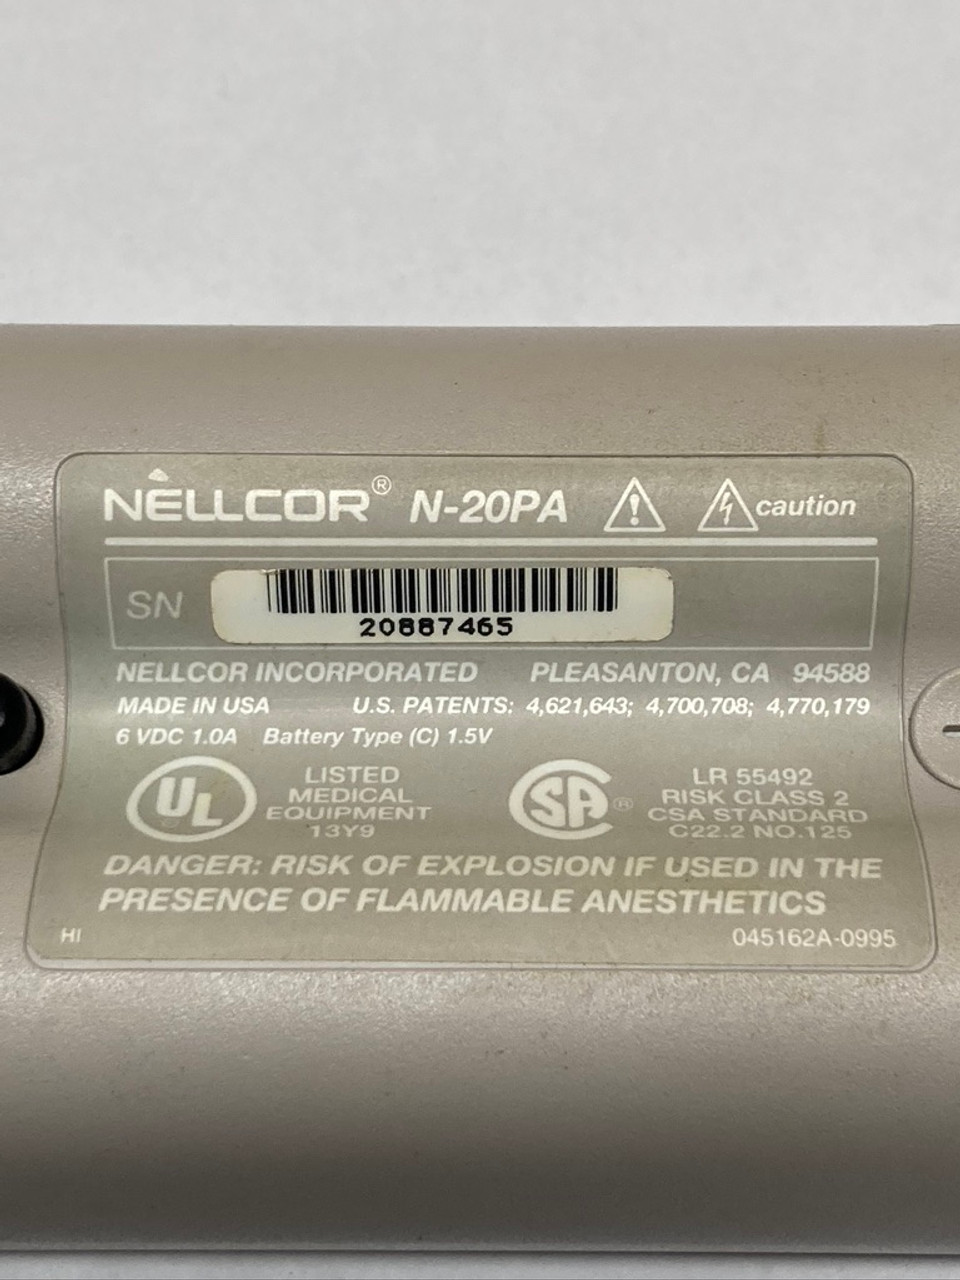 NELLCOR® N-20PA caution
SN
20887465
NELLCOR INCORPORATED PLEASANTON, CA 94588
MADE IN USA U.S. PATENTS: 4,621,643; 4,700,708; 4,770,179
6 VDC 1.0A Battery Type (C) 1.5V
UL
LISTED
MEDICAL
EQUIPMENT
13Y9
SA®
LR 55492
RISK CLASS 2
CSA STANDARD
C22.2 NO.125
DANGER: RISK OF EXPLOSION IF USED IN THE
PRESENCE OF FLAMMABLE ANESTHETICS
HI 045162A-0995